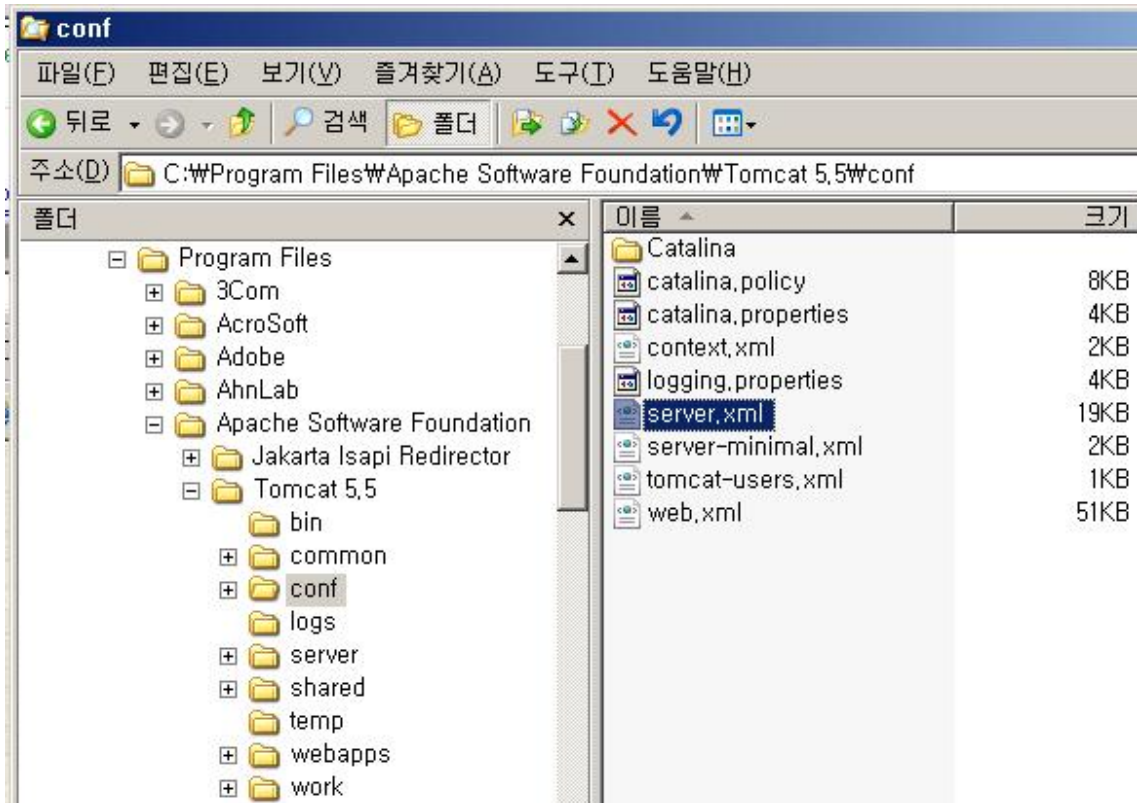 conf
파일(F) 편집(E) 보기(V) 즐겨찾기(A) 도구(T) 도움말(H)
뒤로 검색 폴더
주소(D) C:₩Program Files₩Apache Software Foundation₩Tomcat 5.5₩conf
폴더
Program Files
3Com
AcroSoft
Adobe
AhnLab
Apache Software Foundation
Jakarta Isapi Redirector
Tomcat 5.5
bin
common
conf
logs
server
shared
temp
webapps
work
이름 크기
Catalina
catalina.policy 8KB
catalina.properties 4KB
context.xml 2KB
logging.properties 4KB
server.xml 19KB
server-minimal.xml 2KB
tomcat-users.xml 1KB
web.xml 51KB